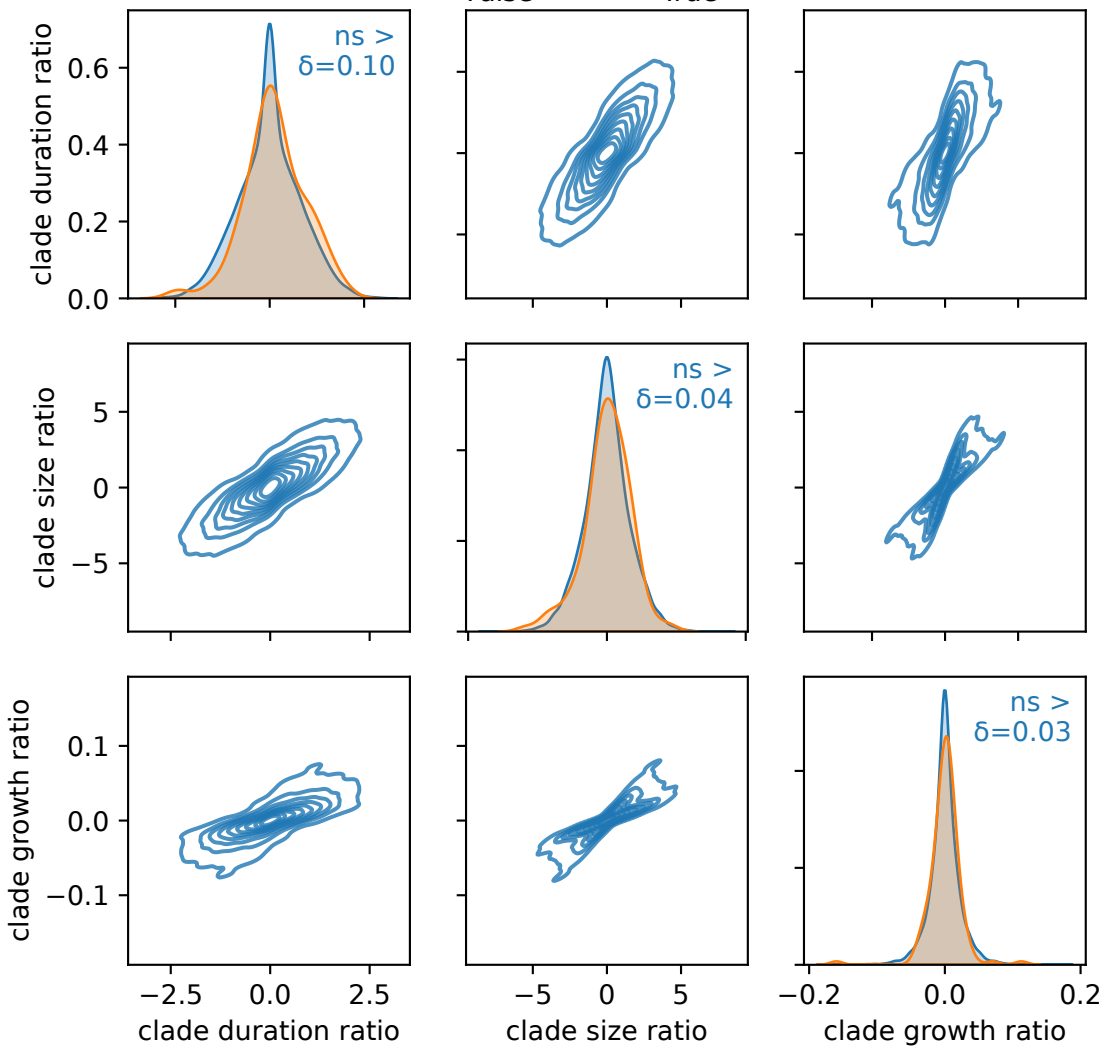 clade duration ratio
0.6
0.4
0.2
0.0
ns >
δ=0.10
clade size ratio
5
0
−5
ns >
δ=0.04
clade growth ratio
0.1
0.0
−0.1
ns >
δ=0.03
−2.5
0.0
2.5
−5
0
5
−0.2
0.0
0.2
clade duration ratio
clade size ratio
clade growth ratio